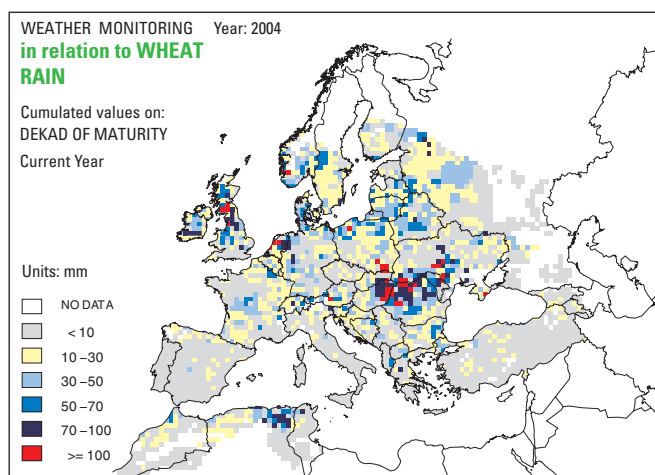 WEATHER MONITORING Year: 2004
in relation to WHEAT
RAIN
Cumulated values on:
DEKAD OF MATURITY
Current Year
Units: mm
NO DATA
< 10
10 –30
30 –50
50 –70
70 –100
>= 100